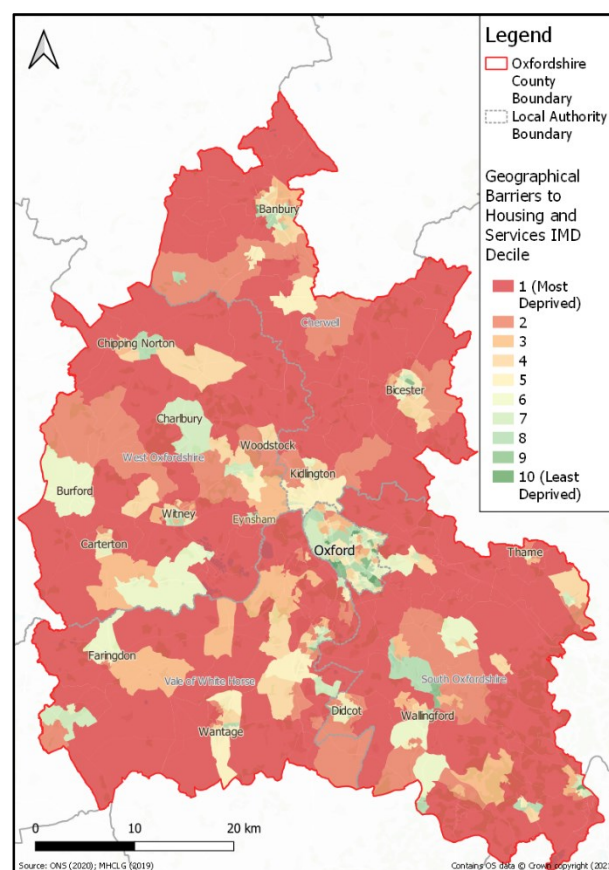 Legend
Oxfordshire
County
Boundary
Local Authority
Boundary
Geographical
Barriers to
Housing and
Services IMD
Decile
1 (Most
Deprived)
2
3
4
5
6
7
8
9
10 (Least
Deprived)
Banbury
Cherwell
Chipping Norton
Bicester
Charlbury
Woodstock
West Oxfordshire
Kidlington
Burford
Witney
Eynsham
Oxford
Carterton
Thame
Faringdon
Vale of White Horse
South Oxfordshire
Didcot
Wallingford
Wantage
0 10 20 km
Source: ONS (2020); MHCLG (2019)
Contains OS data © Crown copyright (202